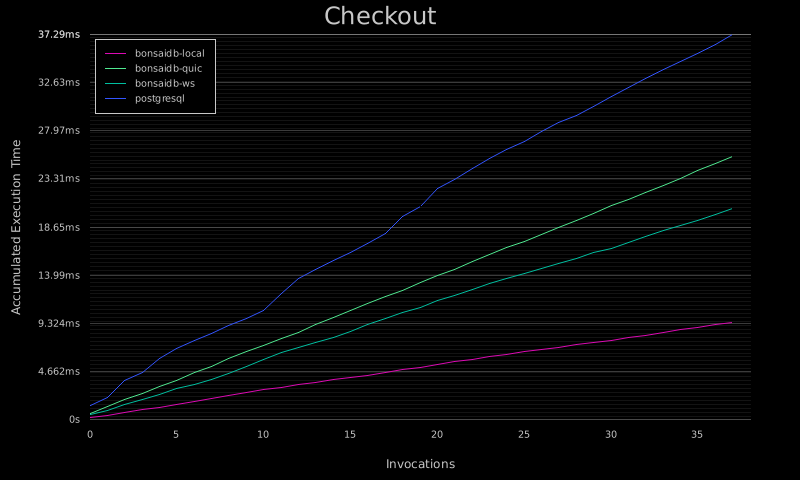 Checkout
37.29ms
32.63ms
27.97ms
23.31ms
18.65ms
13.99ms
9.324ms
4.662ms
0s
bonsaidb-local
bonsaidb-quic
bonsaidb-ws
postgresql
Accumulated Execution Time
0 5 10 15 20 25 30 35
Invocations